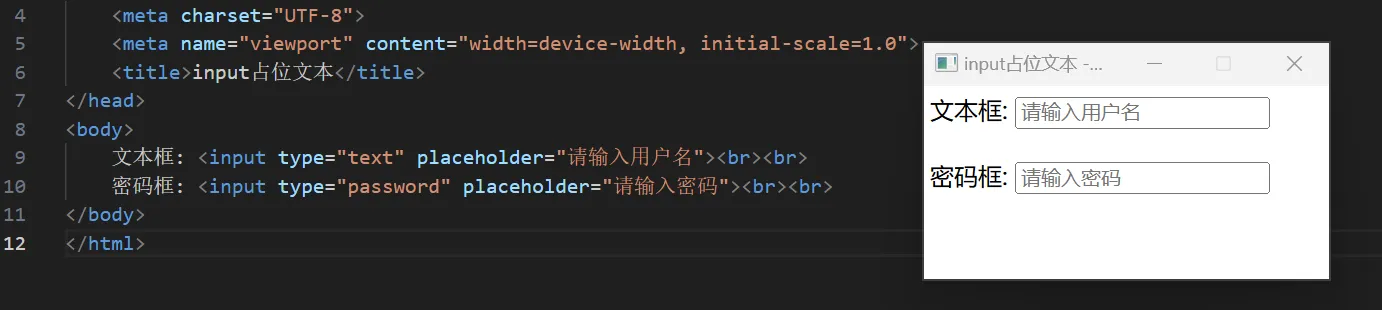 4 <meta charset="UTF-8">
5 <meta name="viewport" content="width=device-width, initial-scale=1.0">
6 <title>input占位文本</title>
7 </head>
8 <body>
9 文本框: <input type="text" placeholder="请输入用户名"><br><br>
10 密码框: <input type="password" placeholder="请输入密码"><br><br>
11 </body>
12 </html>
input占位文本 -...
文本框: 请输入用户名
密码框: 请输入密码